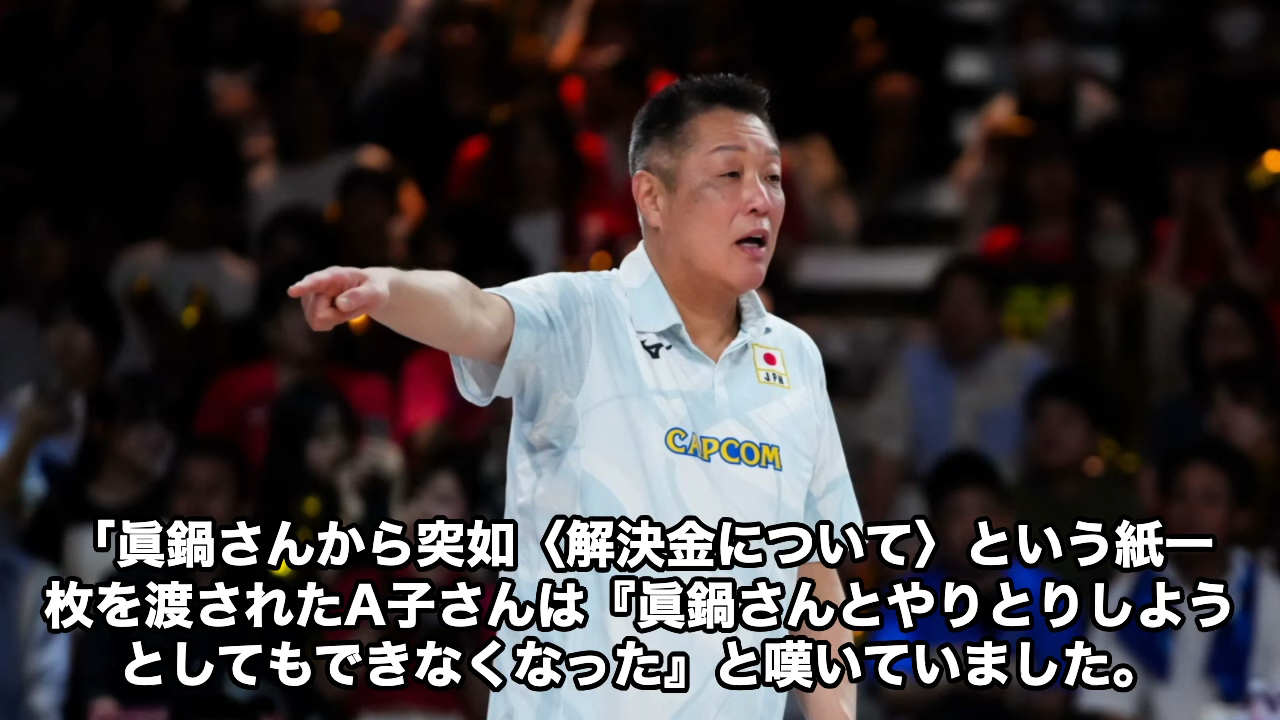 JPN
CAPCOM
「眞鍋さんから突如〈解決金について〉という紙一
枚を渡されたA子さんは『眞鍋さんとやりとりしよう
としてもできなくなった』と嘆いていました。